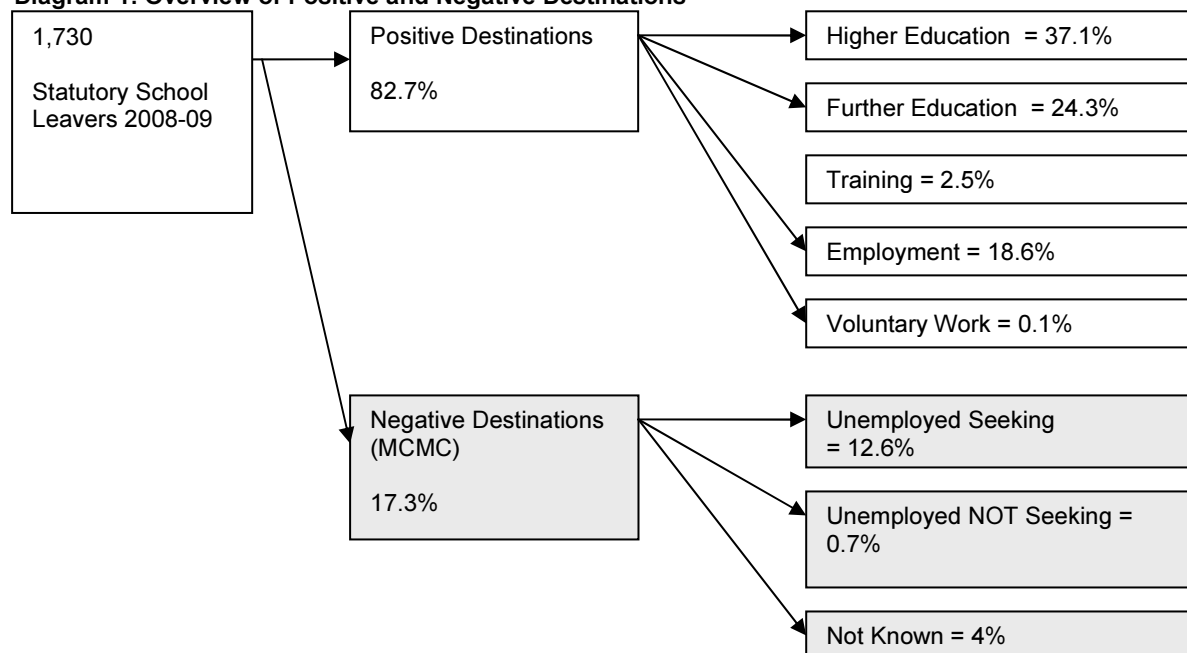 Diagram 1: Overview of Positive and Negative Destinations
1,730
Statutory School
Leavers 2008-09
Positive Destinations
82.7%
Higher Education = 37.1%
Further Education = 24.3%
Training = 2.5%
Employment = 18.6%
Voluntary Work = 0.1%
Negative Destinations
(MCMC)
17.3%
Unemployed Seeking
= 12.6%
Unemployed NOT Seeking =
0.7%
Not Known = 4%